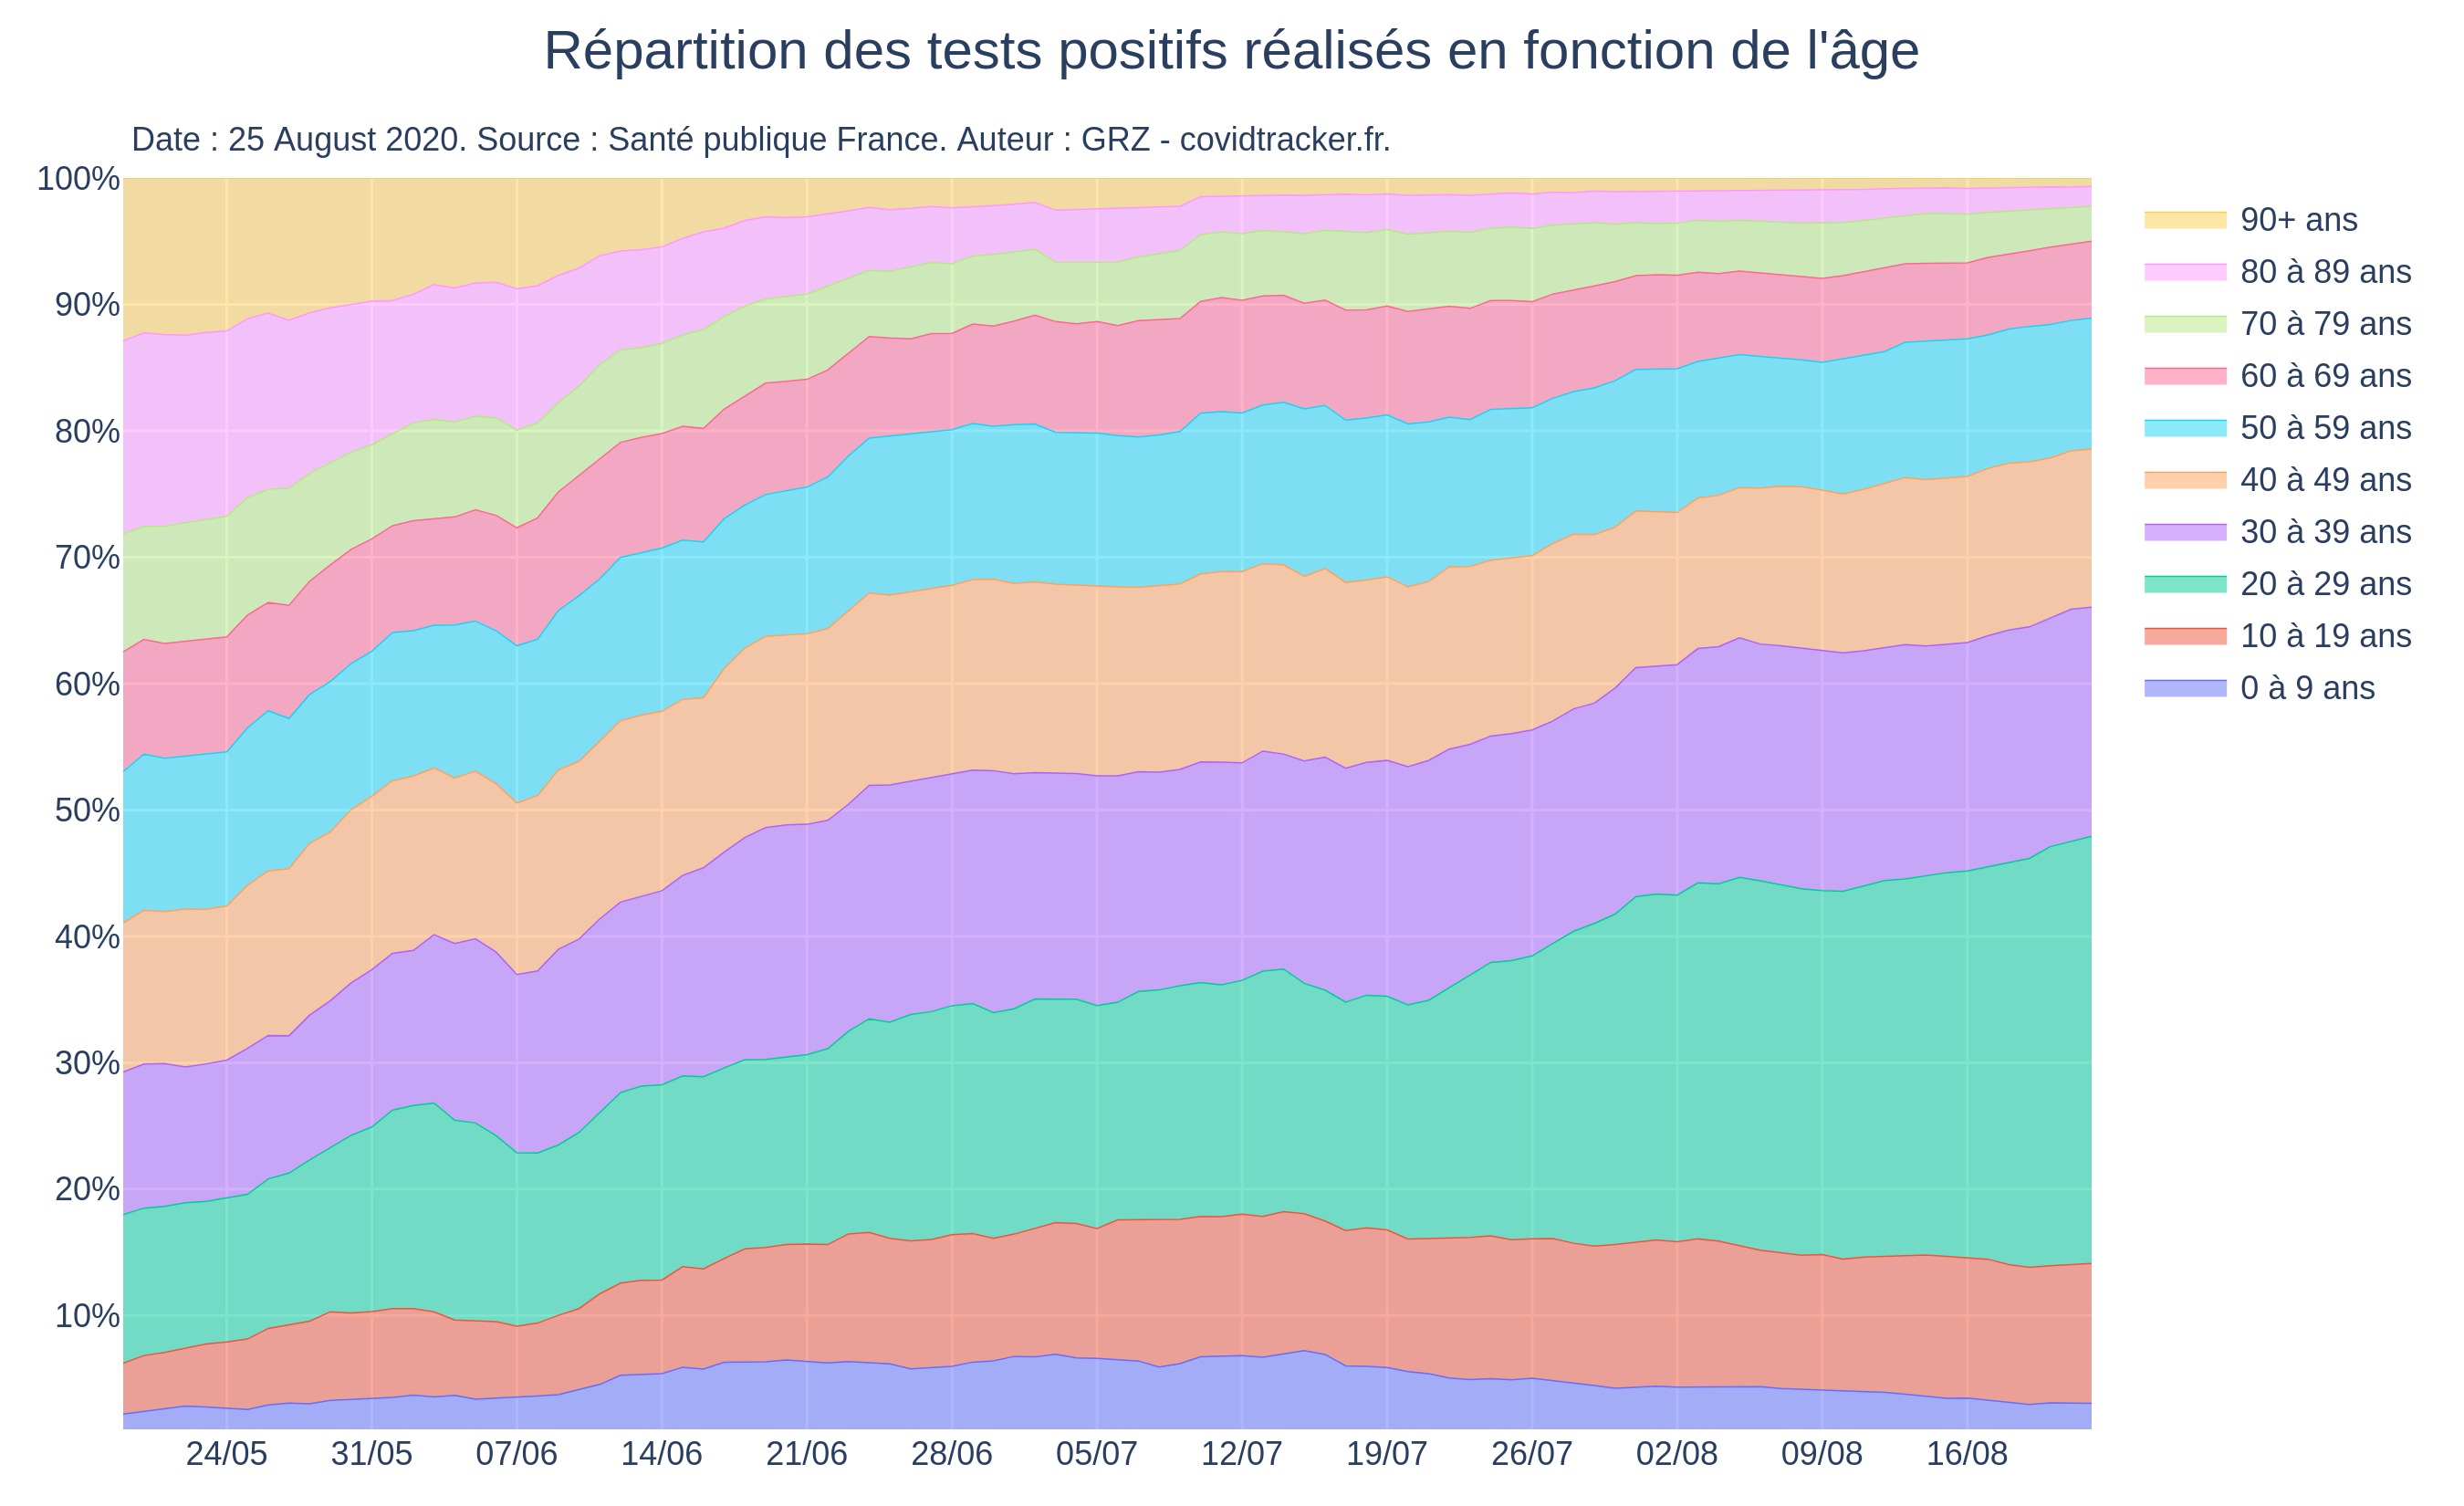 Répartition des tests positifs réalisés en fonction de l'âge
Date : 25 August 2020. Source : Santé publique France. Auteur : GRZ - covidtracker.fr.
100%
90%
80%
70%
60%
50%
40%
30%
20%
10%
24/05
31/05
07/06
14/06
21/06
28/06
05/07
12/07
19/07
26/07
02/08
09/08
16/08
90+ ans
80 à 89 ans
70 à 79 ans
60 à 69 ans
50 à 59 ans
40 à 49 ans
30 à 39 ans
20 à 29 ans
10 à 19 ans
0 à 9 ans